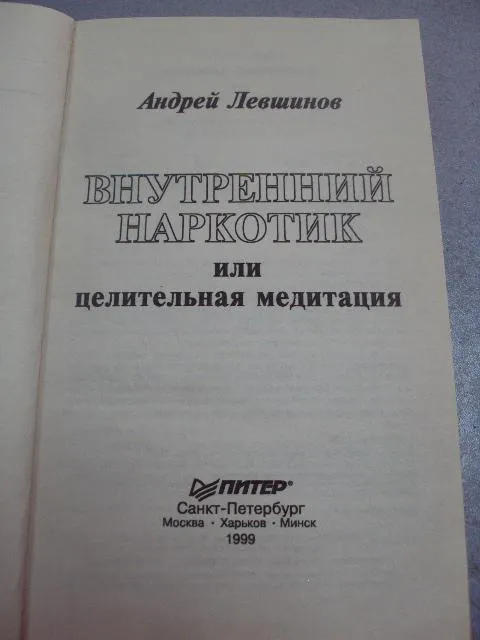 Андрей Левшинов
ВНУТРЕННИЙ
НАРКОТИК
или
целительная медитация
ПИТЕР®
Санкт-Петербург
Москва · Харьков · Минск
1999